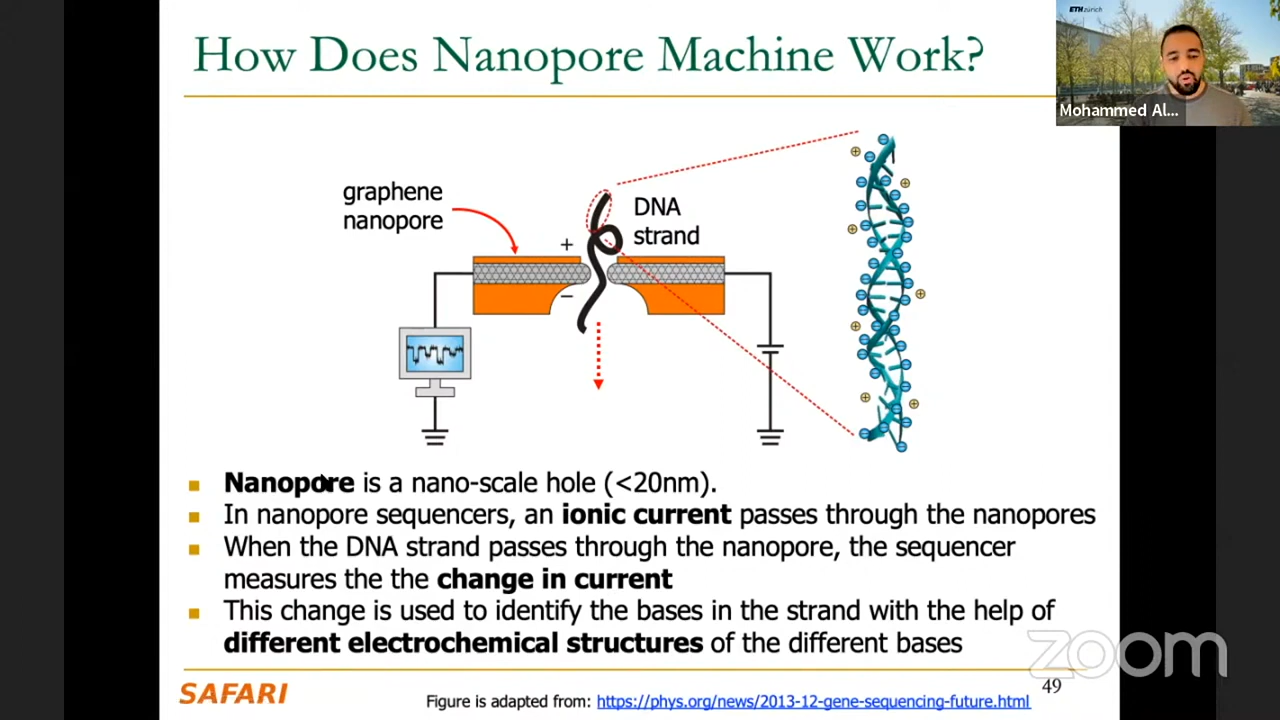 How Does Nanopore Machine Work?
ETH zürich
Mohammed Al...
graphene
nanopore
DNA
strand
+
−
Nanopore is a nano-scale hole (<20nm).
In nanopore sequencers, an ionic current passes through the nanopores
When the DNA strand passes through the nanopore, the sequencer
measures the the change in current
This change is used to identify the bases in the strand with the help of
different electrochemical structures of the different bases
zoom
SAFARI
Figure is adapted from: https://phys.org/news/2013-12-gene-sequencing-future.html
49